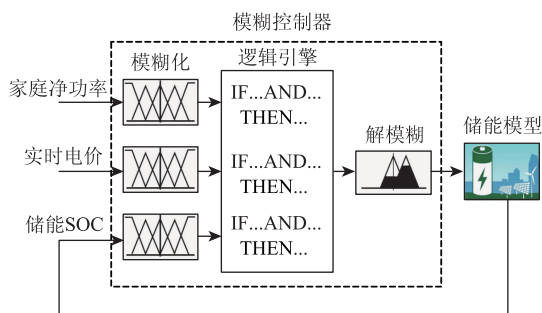 模糊控制器
模糊化
逻辑引擎
家庭净功率
IF...AND...
THEN...
解模糊
储能模型
实时电价
IF...AND...
THEN...
储能SOC
IF...AND...
THEN...